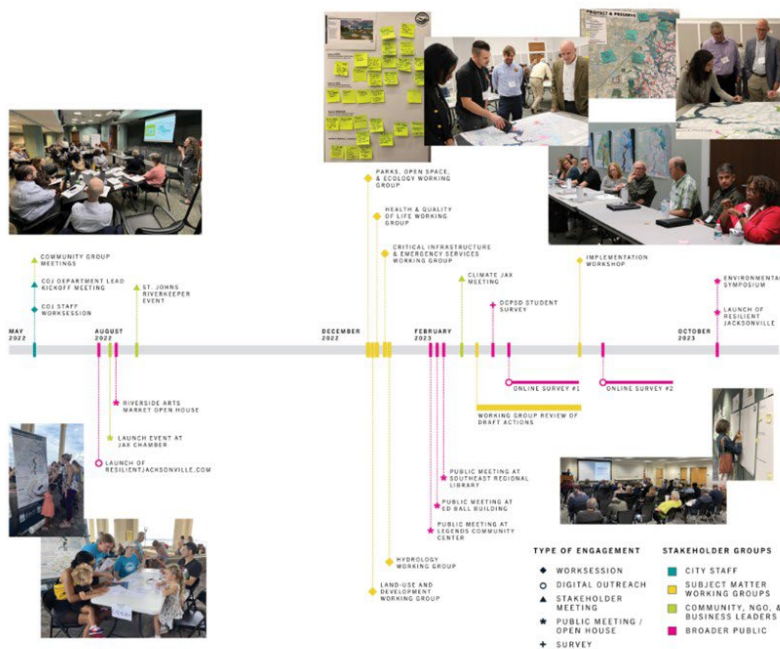 PROTECT & PRESERVE
PARKS, OPEN SPACE,
& ECOLOGY WORKING
GROUP
HEALTH & QUALITY
OF LIFE WORKING
GROUP
CRITICAL INFRASTRUCTURE
& EMERGENCY SERVICES
WORKING GROUP
COMMUNITY GROUP
MEETINGS
COJ DEPARTMENT LEAD
KICKOFF MEETING
COJ STAFF
WORKSESSION
ST. JOHNS
RIVERKEEPER
EVENT
CLIMATE JAX
MEETING
DCPSD STUDENT
SURVEY
IMPLEMENTATION
WORKSHOP
ENVIRONMENTAL
SYMPOSIUM
LAUNCH OF
RESILIENT
JACKSONVILLE
MAY
2022
AUGUST
2022
DECEMBER
2022
FEBRUARY
2023
OCTOBER
2023
RIVERSIDE ARTS
MARKET OPEN HOUSE
LAUNCH EVENT AT
JAX CHAMBER
LAUNCH OF
RESILIENTJACKSONVILLE.COM
ONLINE SURVEY #1
ONLINE SURVEY #2
WORKING GROUP REVIEW OF
DRAFT ACTIONS
PUBLIC MEETING AT
SOUTHEAST REGIONAL
LIBRARY
PUBLIC MEETING AT
ED BALL BUILDING
PUBLIC MEETING AT
LEGENDS COMMUNITY
CENTER
HYDROLOGY
WORKING GROUP
LAND-USE AND
DEVELOPMENT
WORKING GROUP
TYPE OF ENGAGEMENT
WORKSESSION
DIGITAL OUTREACH
STAKEHOLDER
MEETING
PUBLIC MEETING /
OPEN HOUSE
SURVEY
STAKEHOLDER GROUPS
CITY STAFF
SUBJECT MATTER
WORKING GROUPS
COMMUNITY, NGO, &
BUSINESS LEADERS
BROADER PUBLIC